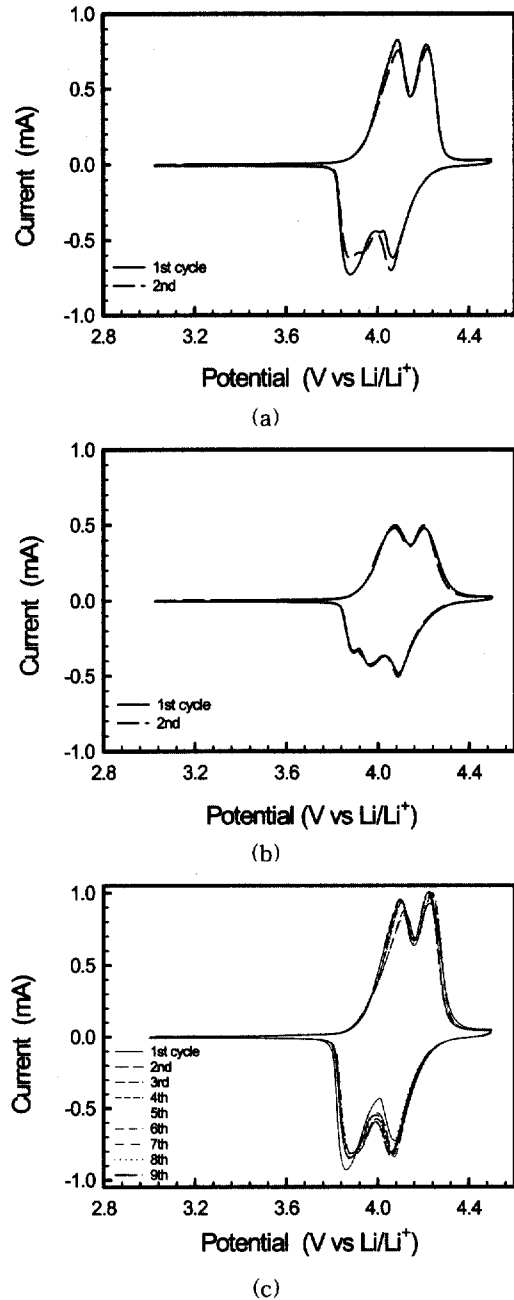 1.0
0.5
0.0
-0.5
-1.0
Current (mA)
1st cycle
2nd
2.8 3.2 3.6 4.0 4.4
Potential (V vs Li/Li⁺)
(a)
1.0
0.5
0.0
-0.5
-1.0
Current (mA)
1st cycle
2nd
2.8 3.2 3.6 4.0 4.4
Potential (V vs Li/Li⁺)
(b)
1.0
0.5
0.0
-0.5
-1.0
Current (mA)
1st cycle
2nd
3rd
4th
5th
6th
7th
8th
9th
2.8 3.2 3.6 4.0 4.4
Potential (V vs Li/Li⁺)
(c)